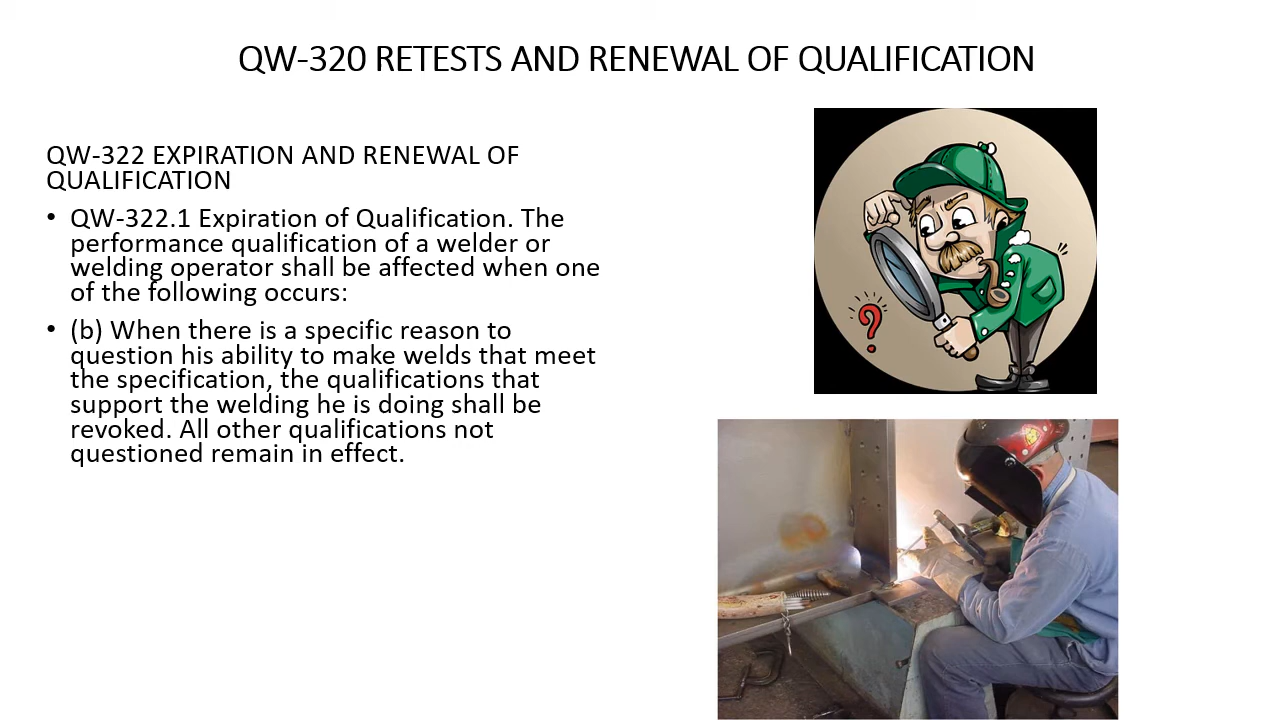 QW-320 RETESTS AND RENEWAL OF QUALIFICATION
QW-322 EXPIRATION AND RENEWAL OF
QUALIFICATION
• QW-322.1 Expiration of Qualification. The
performance qualification of a welder or
welding operator shall be affected when one
of the following occurs:
• (b) When there is a specific reason to
question his ability to make welds that meet
the specification, the qualifications that
support the welding he is doing shall be
revoked. All other qualifications not
questioned remain in effect.
?